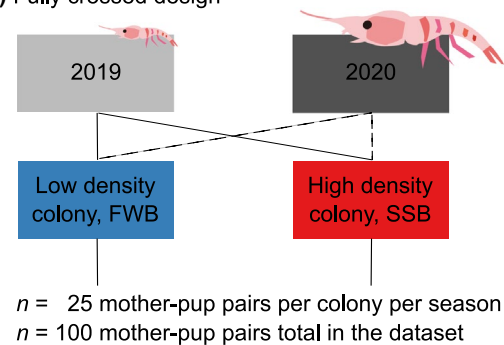 ) Fully crossed design
2019
2020
Low density
colony, FWB
High density
colony, SSB
n = 25 mother-pup pairs per colony per season
n = 100 mother-pup pairs total in the dataset